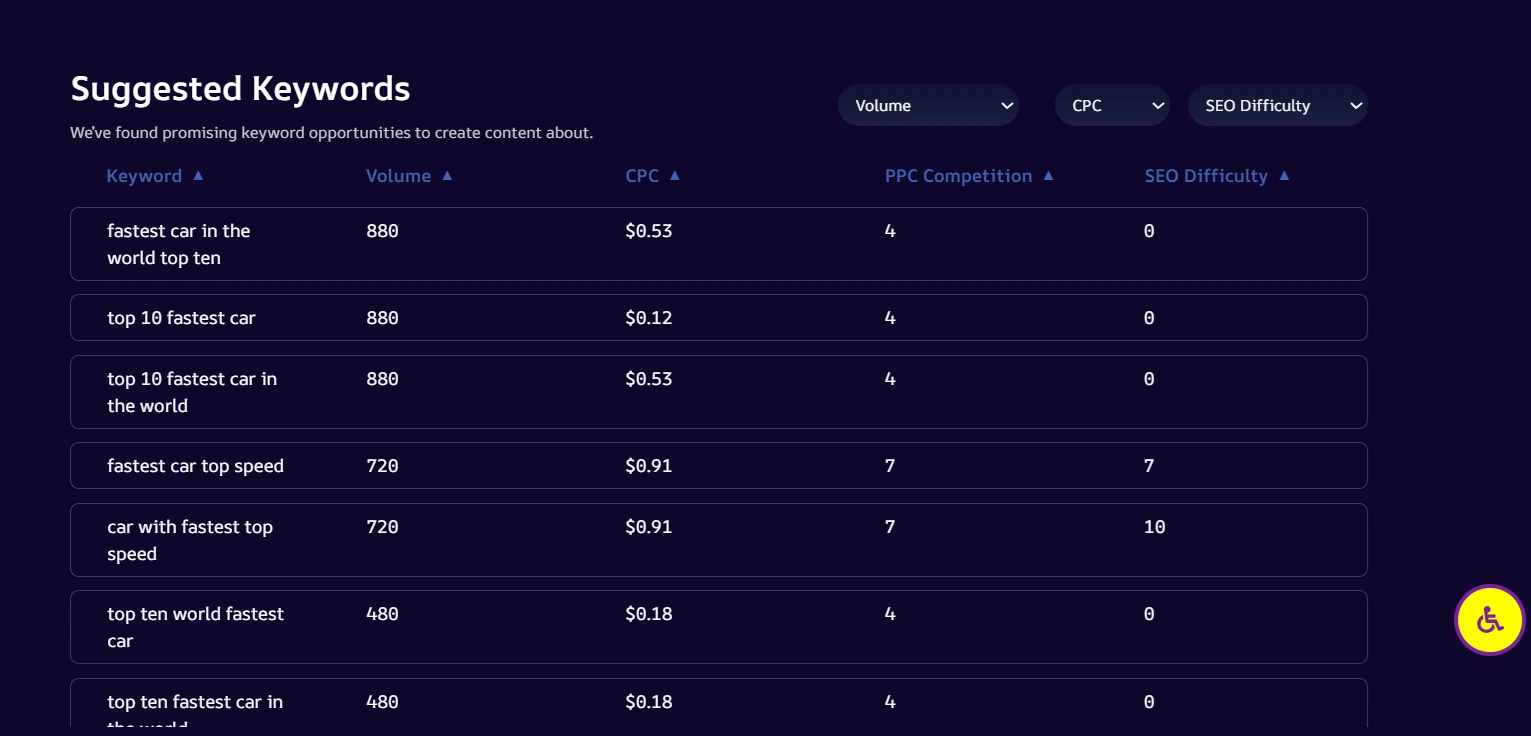 Suggested Keywords
We've found promising keyword opportunities to create content about.
Volume
CPC
SEO Difficulty
Keyword ▲ Volume ▲ CPC ▲ PPC Competition ▲ SEO Difficulty ▲
fastest car in the 880 $0.53 4 0
world top ten
top 10 fastest car 880 $0.12 4 0
top 10 fastest car in 880 $0.53 4 0
the world
fastest car top speed 720 $0.91 7 7
car with fastest top 720 $0.91 7 10
speed
top ten world fastest 480 $0.18 4 0
car
top ten fastest car in 480 $0.18 4 0
the world